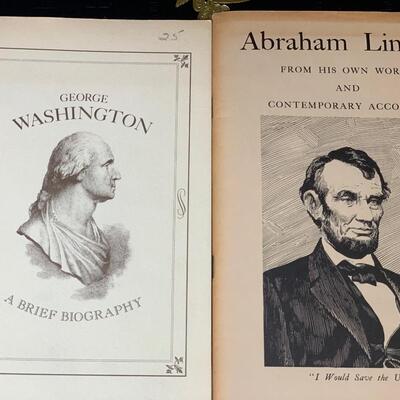 25
GEORGE
WASHINGTON
A BRIEF BIOGRAPHY
Abraham Lin
FROM HIS OWN WOR
AND
CONTEMPORARY ACCO
"I Would Save the U